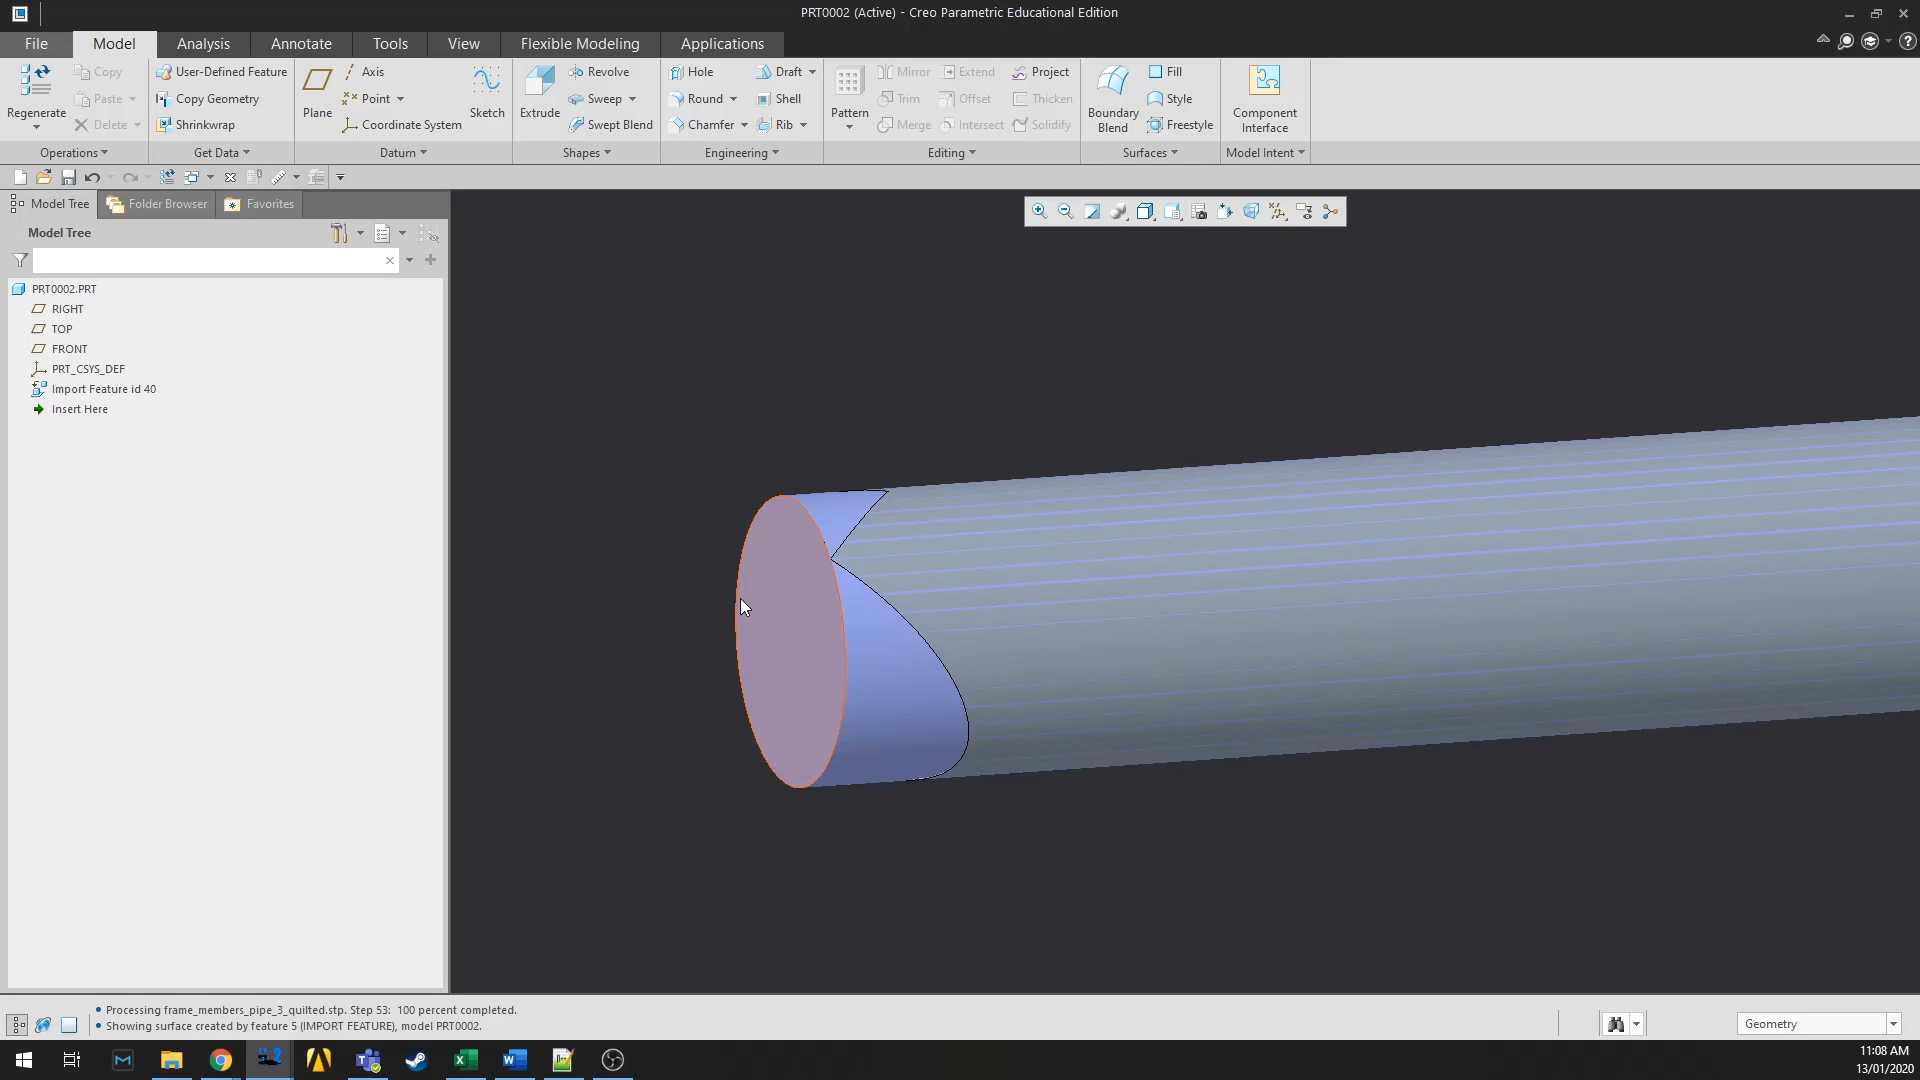 PRT0002 (Active) - Creo Parametric Educational Edition
File Model Analysis Annotate Tools View Flexible Modeling Applications
Regenerate
Copy
Paste
Delete
Operations
User-Defined Feature
Copy Geometry
Shrinkwrap
Get Data
Plane
Axis
Point
Coordinate System
Sketch
Datum
Extrude
Revolve
Sweep
Swept Blend
Shapes
Hole
Round
Chamfer
Draft
Shell
Rib
Engineering
Pattern
Mirror
Trim
Merge
Extend
Offset
Intersect
Project
Thicken
Solidify
Editing
Boundary
Blend
Fill
Style
Freestyle
Surfaces
Component
Interface
Model Intent
Model Tree Folder Browser Favorites
Model Tree
PRT0002.PRT
RIGHT
TOP
FRONT
PRT_CSYS_DEF
Import Feature id 40
Insert Here
• Processing frame_members_pipe_3_quilted.stp. Step 53: 100 percent completed.
• Showing surface created by feature 5 (IMPORT FEATURE), model PRT0002.
Geometry
11:08 AM
13/01/2020